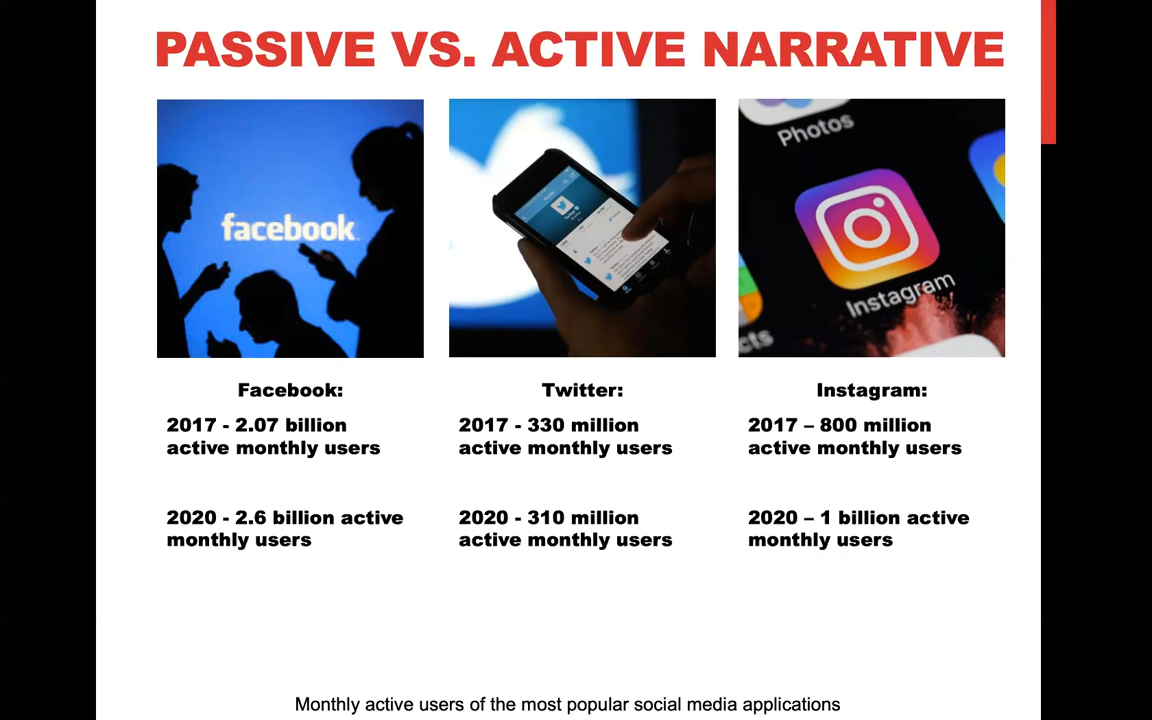 PASSIVE VS. ACTIVE NARRATIVE
facebook
Photos
Instagram
cts
Facebook:
2017 - 2.07 billion
active monthly users
2020 - 2.6 billion active
monthly users
Twitter:
2017 - 330 million
active monthly users
2020 - 310 million
active monthly users
Instagram:
2017 – 800 million
active monthly users
2020 – 1 billion active
monthly users
Monthly active users of the most popular social media applications